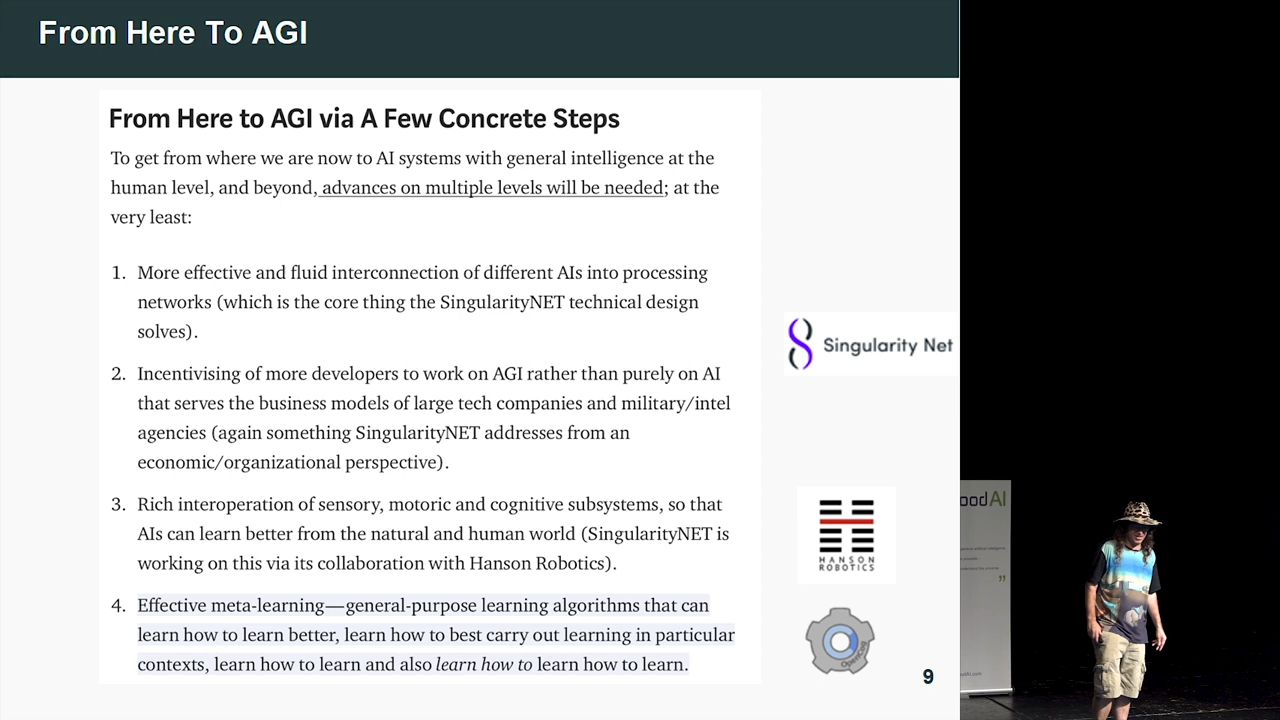 From Here To AGI
From Here to AGI via A Few Concrete Steps
To get from where we are now to AI systems with general intelligence at the
human level, and beyond, advances on multiple levels will be needed; at the
very least:
1. More effective and fluid interconnection of different AIs into processing
networks (which is the core thing the SingularityNET technical design
solves).
2. Incentivising of more developers to work on AGI rather than purely on AI
that serves the business models of large tech companies and military/intel
agencies (again something SingularityNET addresses from an
economic/organizational perspective).
3. Rich interoperation of sensory, motoric and cognitive subsystems, so that
AIs can learn better from the natural and human world (SingularityNET is
working on this via its collaboration with Hanson Robotics).
4. Effective meta-learning—general-purpose learning algorithms that can
learn how to learn better, learn how to best carry out learning in particular
contexts, learn how to learn and also learn how to learn how to learn.
Singularity Net
HANSON
ROBOTICS
OpenCog
9
oodAI